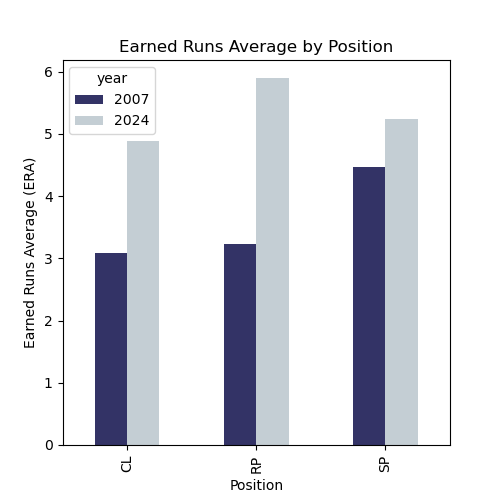 Earned Runs Average by Position
year
2007
2024
Earned Runs Average (ERA)
6
5
4
3
2
1
0
CL
RP
SP
Position